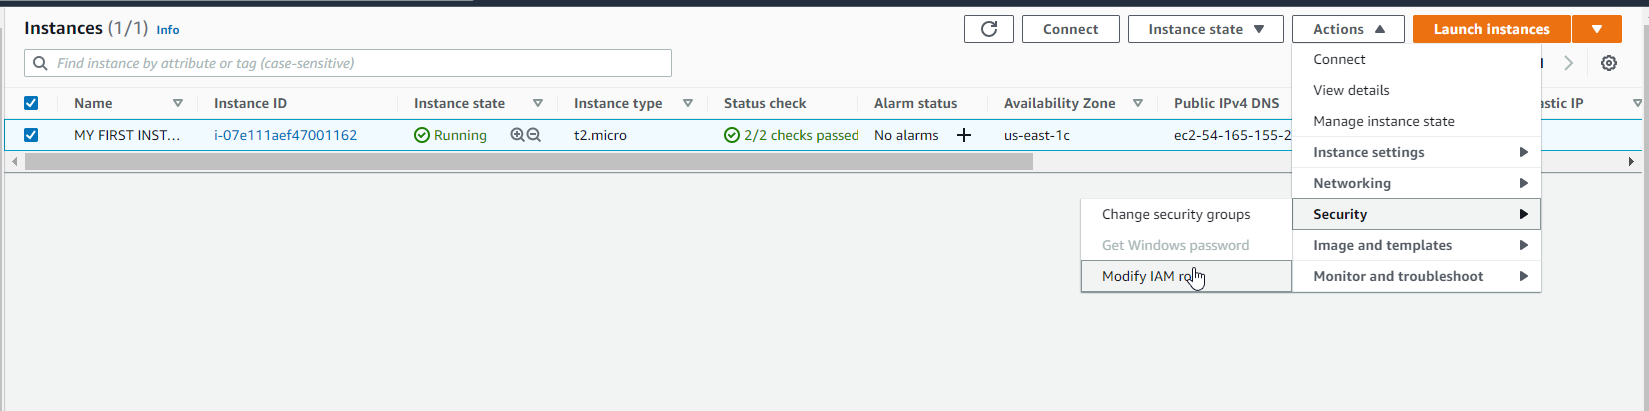 Instances (1/1) Info
Connect
Instance state
Actions
Launch instances
Find instance by attribute or tag (case-sensitive)
Connect
View details
Manage instance state
Instance settings
Networking
Security
Image and templates
Monitor and troubleshoot
Name Instance ID Instance state Instance type Status check Alarm status Availability Zone Public IPv4 DNS IP
MY FIRST INST... i-07e111aef47001162 Running t2.micro 2/2 checks passed No alarms us-east-1c ec2-54-165-155-2
Change security groups
Get Windows password
Modify IAM